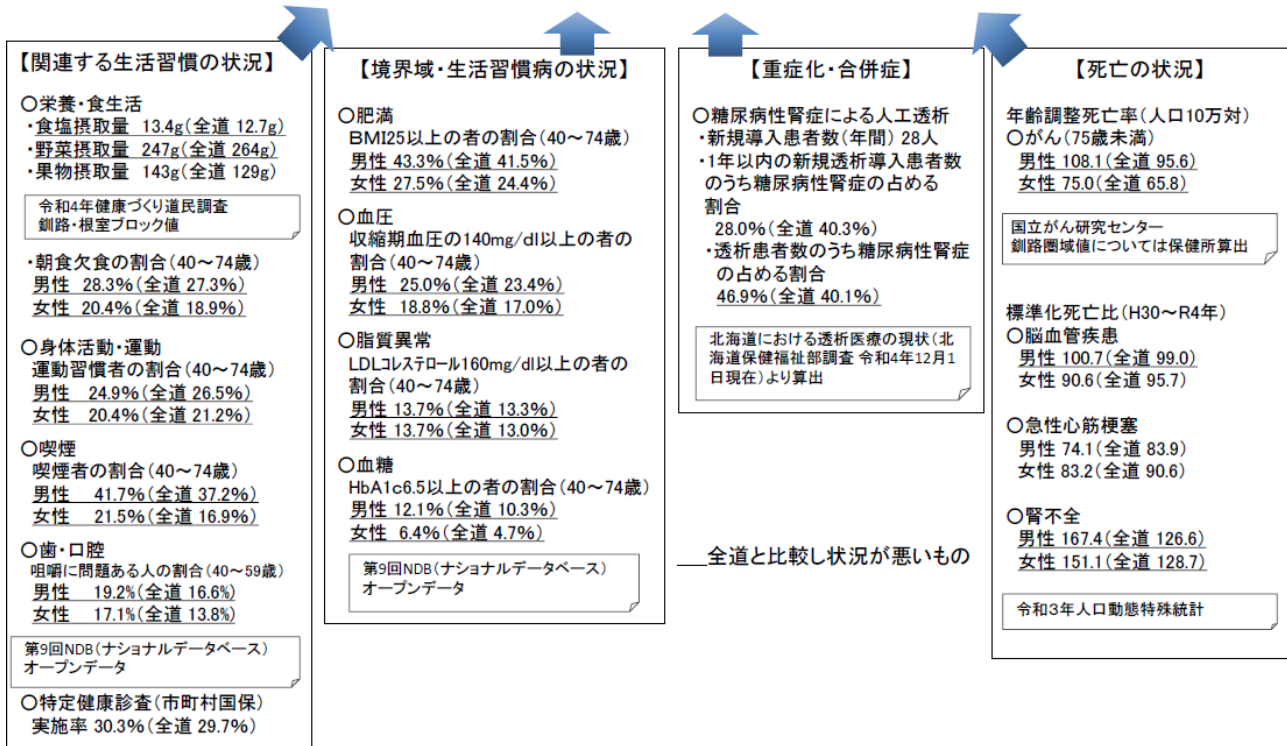 【関連する生活習慣の状況】
〇栄養・食生活
・食塩摂取量 13.4g(全道 12.7g)
・野菜摂取量 247g(全道 264g)
・果物摂取量 143g(全道 129g)
令和4年健康づくり道民調査
釧路・根室ブロック値
・朝食欠食の割合(40～74歳)
男性 28.3%(全道 27.3%)
女性 20.4%(全道 18.9%)
〇身体活動・運動
運動習慣者の割合(40～74歳)
男性 24.9%(全道 26.5%)
女性 20.4%(全道 21.2%)
〇喫煙
喫煙者の割合(40～74歳)
男性 41.7%(全道 37.2%)
女性 21.5%(全道 16.9%)
〇歯・口腔
咀嚼に問題ある人の割合(40～59歳)
男性 19.2%(全道 16.6%)
女性 17.1%(全道 13.8%)
第9回NDB(ナショナルデータベース)
オープンデータ
〇特定健康診査(市町村国保)
実施率 30.3%(全道 29.7%)
【境界域・生活習慣病の状況】
〇肥満
BMI25以上の者の割合(40～74歳)
男性 43.3%(全道 41.5%)
女性 27.5%(全道 24.4%)
〇血圧
収縮期血圧の140mg/dl以上の者の
割合(40～74歳)
男性 25.0%(全道 23.4%)
女性 18.8%(全道 17.0%)
〇脂質異常
LDLコレステロール160mg/dl以上の者の
割合(40～74歳)
男性 13.7%(全道 13.3%)
女性 13.7%(全道 13.0%)
〇血糖
HbA1c6.5以上の者の割合(40～74歳)
男性 12.1%(全道 10.3%)
女性 6.4%(全道 4.7%)
第9回NDB(ナショナルデータベース)
オープンデータ
【重症化・合併症】
〇糖尿病性腎症による人工透析
・新規導入患者数(年間) 28人
・1年以内の新規透析導入患者数
のうち糖尿病性腎症の占める
割合
28.0%(全道 40.3%)
・透析患者数のうち糖尿病性腎症
の占める割合
46.9%(全道 40.1%)
北海道における透析医療の現状(北
海道保健福祉部調査 令和4年12月1
日現在)より算出
＿全道と比較し状況が悪いもの
【死亡の状況】
年齢調整死亡率(人口10万対)
〇がん(75歳未満)
男性 108.1(全道 95.6)
女性 75.0(全道 65.8)
国立がん研究センター
釧路圏域値については保健所算出
標準化死亡比(H30～R4年)
〇脳血管疾患
男性 100.7(全道 99.0)
女性 90.6(全道 95.7)
〇急性心筋梗塞
男性 74.1(全道 83.9)
女性 83.2(全道 90.6)
〇腎不全
男性 167.4(全道 126.6)
女性 151.1(全道 128.7)
令和３年人口動態特殊統計